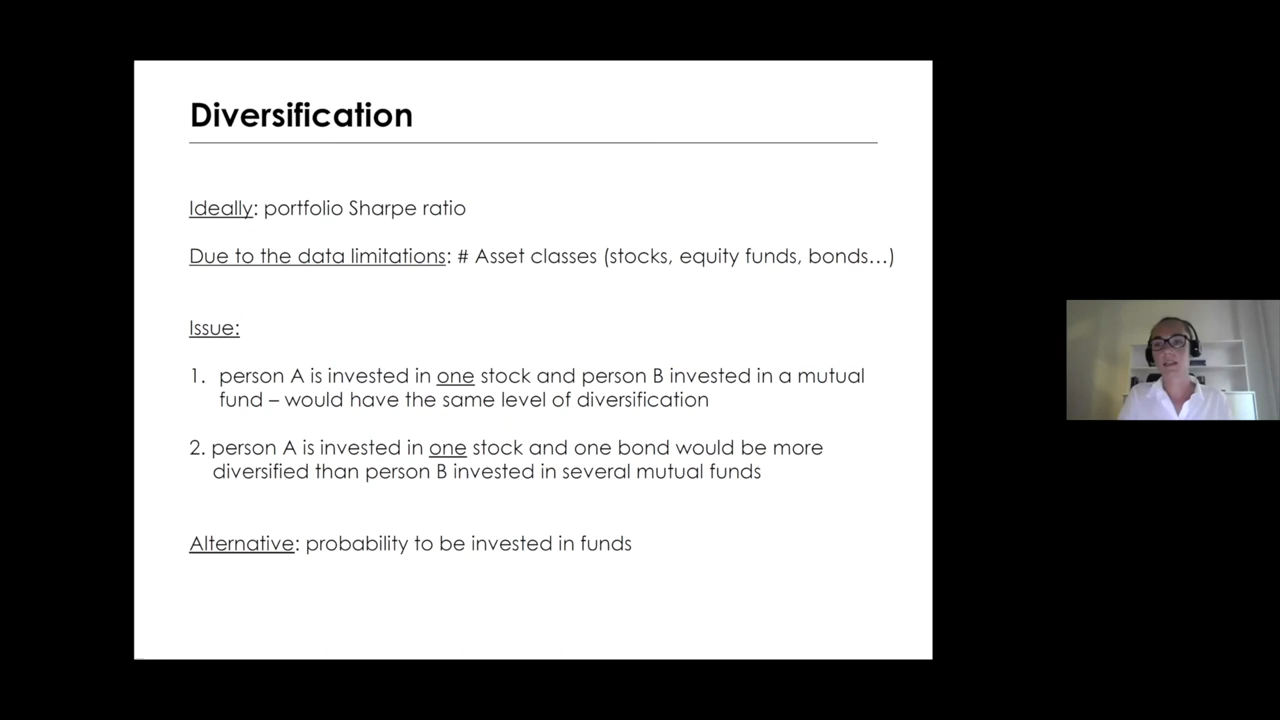 Diversification
Ideally: portfolio Sharpe ratio
Due to the data limitations: # Asset classes (stocks, equity funds, bonds…)
Issue:
1. person A is invested in one stock and person B invested in a mutual
fund – would have the same level of diversification
2. person A is invested in one stock and one bond would be more
diversified than person B invested in several mutual funds
Alternative: probability to be invested in funds